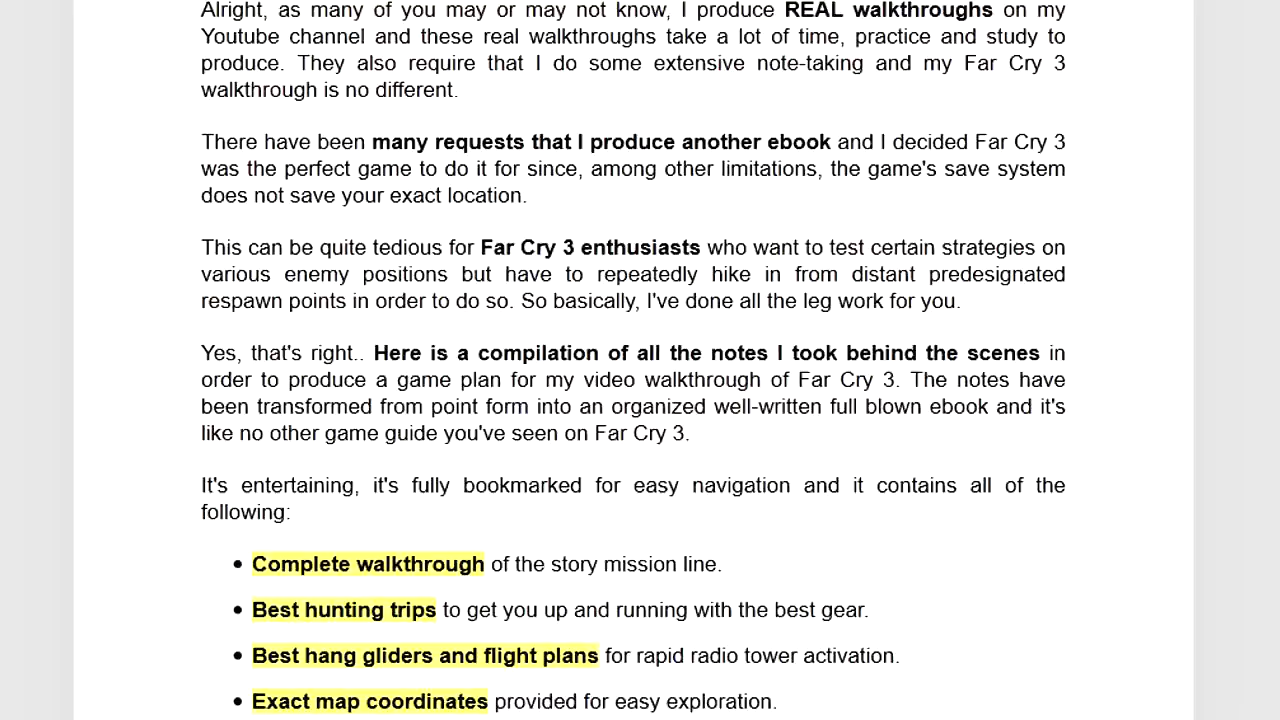 Alright, as many of you may or may not know, I produce REAL walkthroughs on my
Youtube channel and these real walkthroughs take a lot of time, practice and study to
produce. They also require that I do some extensive note-taking and my Far Cry 3
walkthrough is no different.
There have been many requests that I produce another ebook and I decided Far Cry 3
was the perfect game to do it for since, among other limitations, the game's save system
does not save your exact location.
This can be quite tedious for Far Cry 3 enthusiasts who want to test certain strategies on
various enemy positions but have to repeatedly hike in from distant predesignated
respawn points in order to do so. So basically, I've done all the leg work for you.
Yes, that's right.. Here is a compilation of all the notes I took behind the scenes in
order to produce a game plan for my video walkthrough of Far Cry 3. The notes have
been transformed from point form into an organized well-written full blown ebook and it's
like no other game guide you've seen on Far Cry 3.
It's entertaining, it's fully bookmarked for easy navigation and it contains all of the
following:
• Complete walkthrough of the story mission line.
• Best hunting trips to get you up and running with the best gear.
• Best hang gliders and flight plans for rapid radio tower activation.
• Exact map coordinates provided for easy exploration.